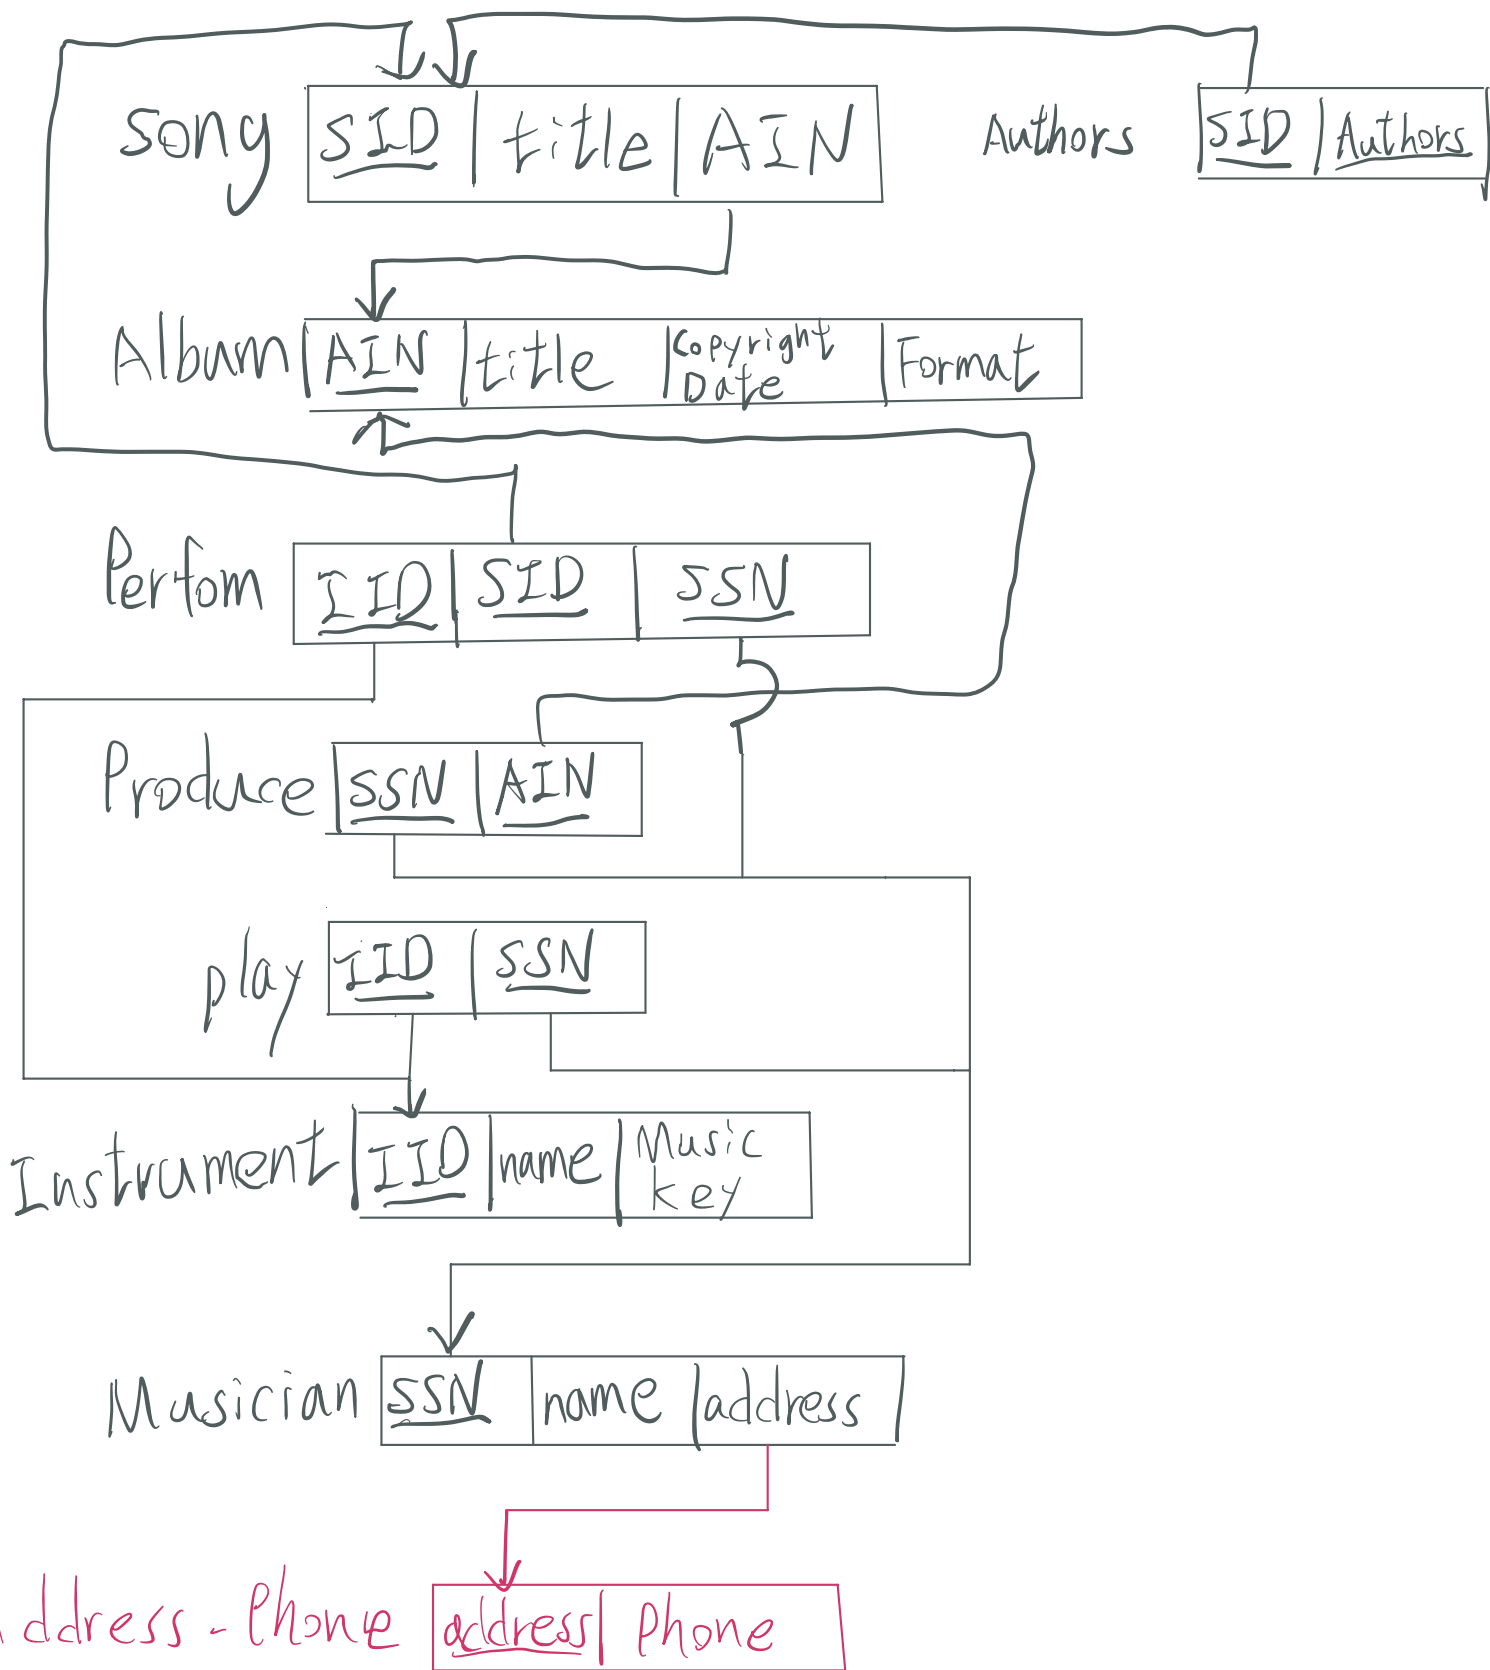 Song SID title AIN
Authors SID Authors
Album AIN title Copyright Date Format
Perfom IID SID SSN
Produce SSN AIN
play IID SSN
Instrument IID name Music key
Musician SSN name address
ddress-Phone address Phone